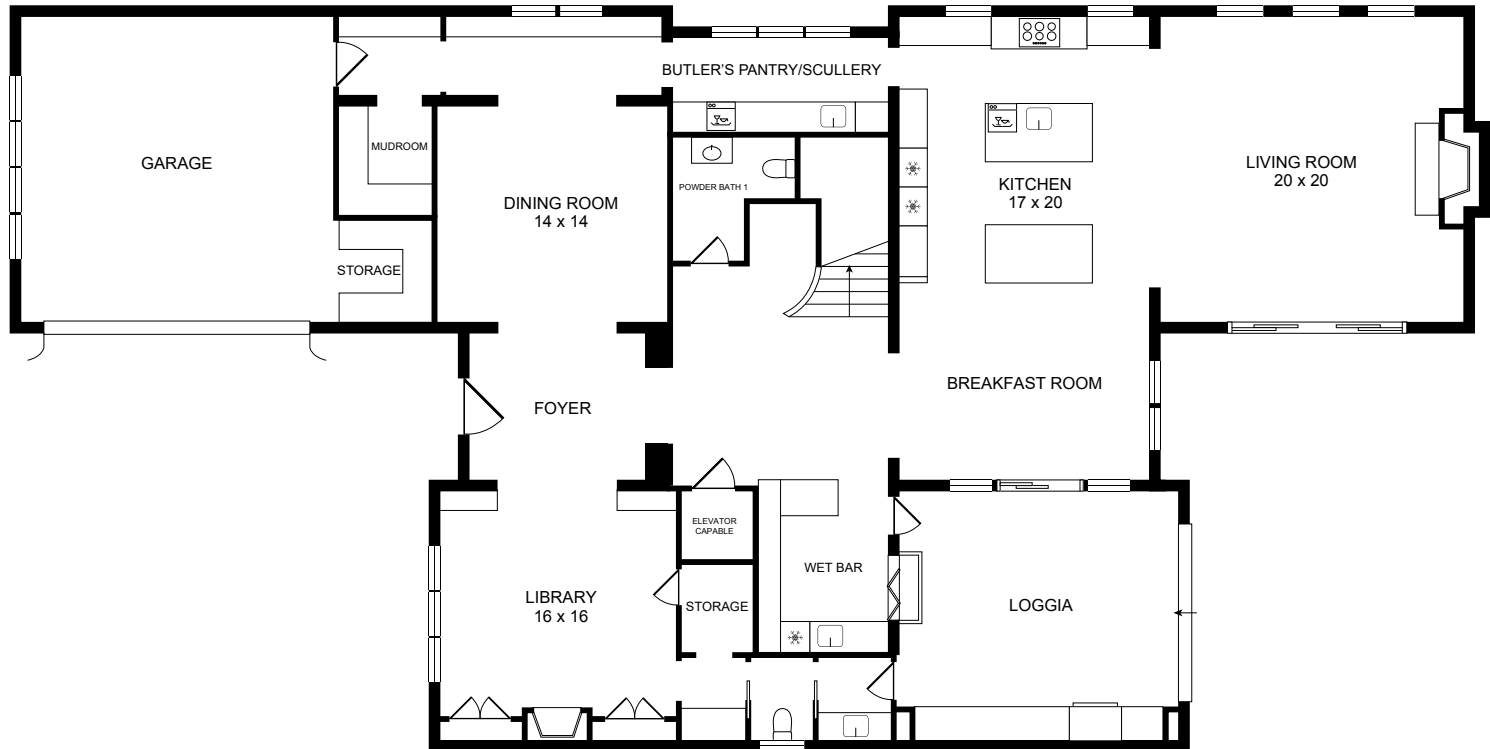 BUTLER'S PANTRY/SCULLERY
MUDROOM
GARAGE
LIVING ROOM
20 x 20
POWDER BATH 1
KITCHEN
17 x 20
DINING ROOM
14 x 14
STORAGE
BREAKFAST ROOM
FOYER
ELEVATOR
CAPABLE
WET BAR
LIBRARY
16 x 16
STORAGE
LOGGIA